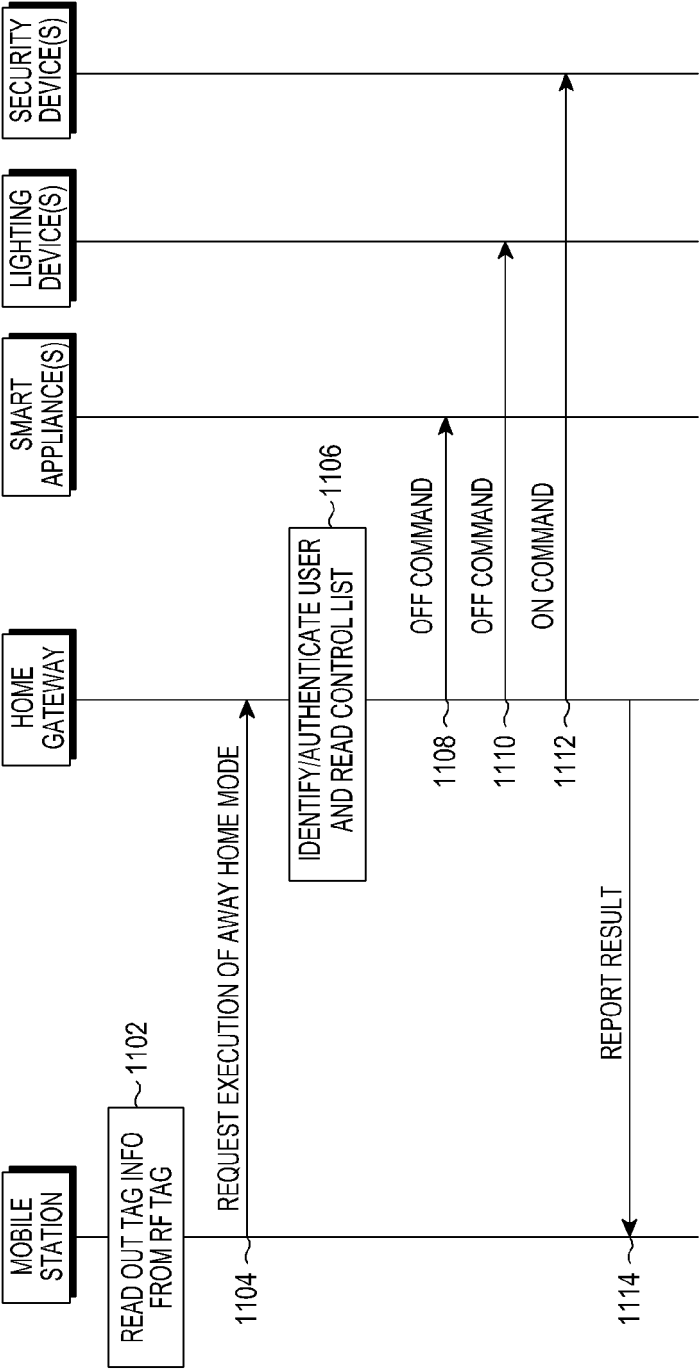 MOBILE
STATION
HOME
GATEWAY
SMART
APPLIANCE(S)
LIGHTING
DEVICE(S)
SECURITY
DEVICE(S)
READ OUT TAG INFO
FROM RF TAG
1102
REQUEST EXECUTION OF AWAY HOME MODE
1104
IDENTIFY/AUTHENTICATE USER
AND READ CONTROL LIST
1106
1108
OFF COMMAND
1110
OFF COMMAND
1112
ON COMMAND
REPORT RESULT
1114